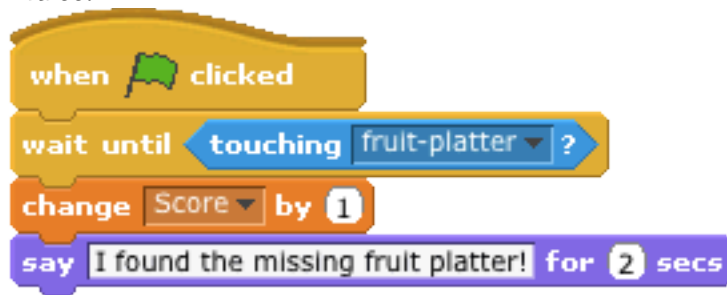 when clicked
wait until touching fruit-platter ?
change Score by 1
say I found the missing fruit platter! for 2 secs